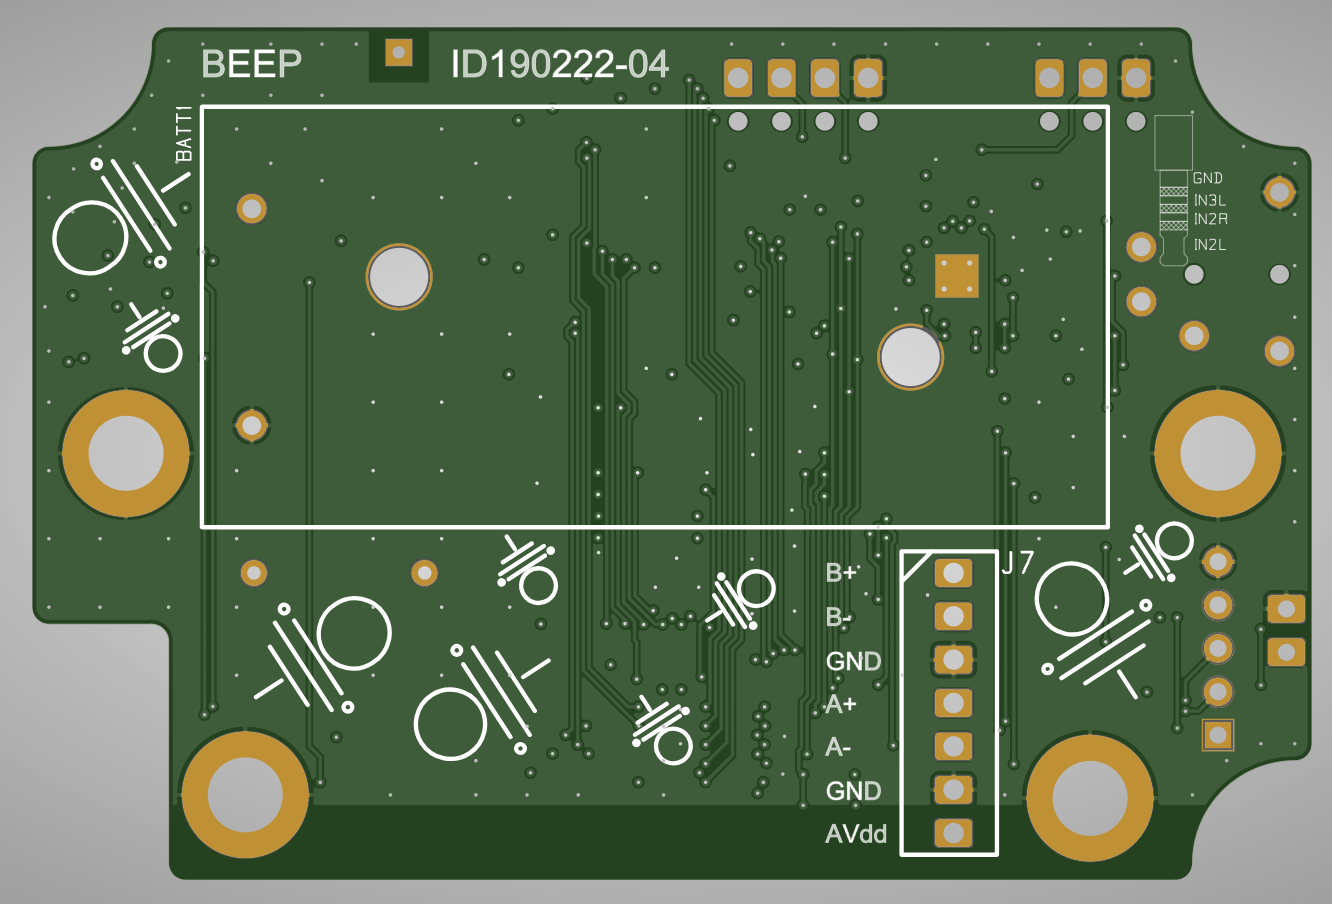 BEEP
ID190222-04
BATT1
GND
IN3L
IN2R
IN2L
J7
B+
B-
GND
A+
A-
GND
AVdd